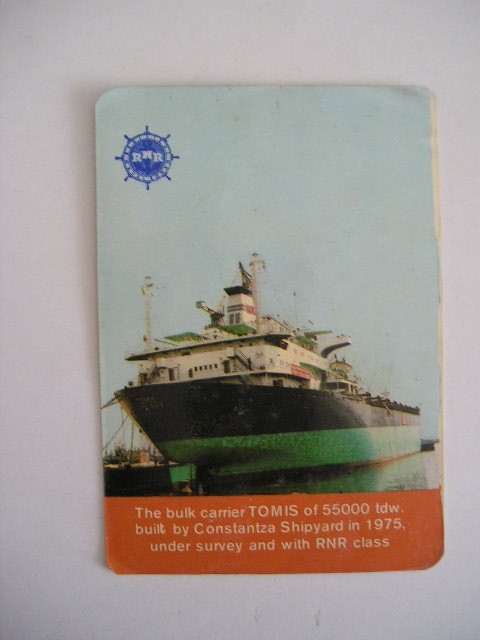 RNR
The bulk carrier TOMIS of 55000 tdw.
built by Constantza Shipyard in 1975,
under survey and with RNR class